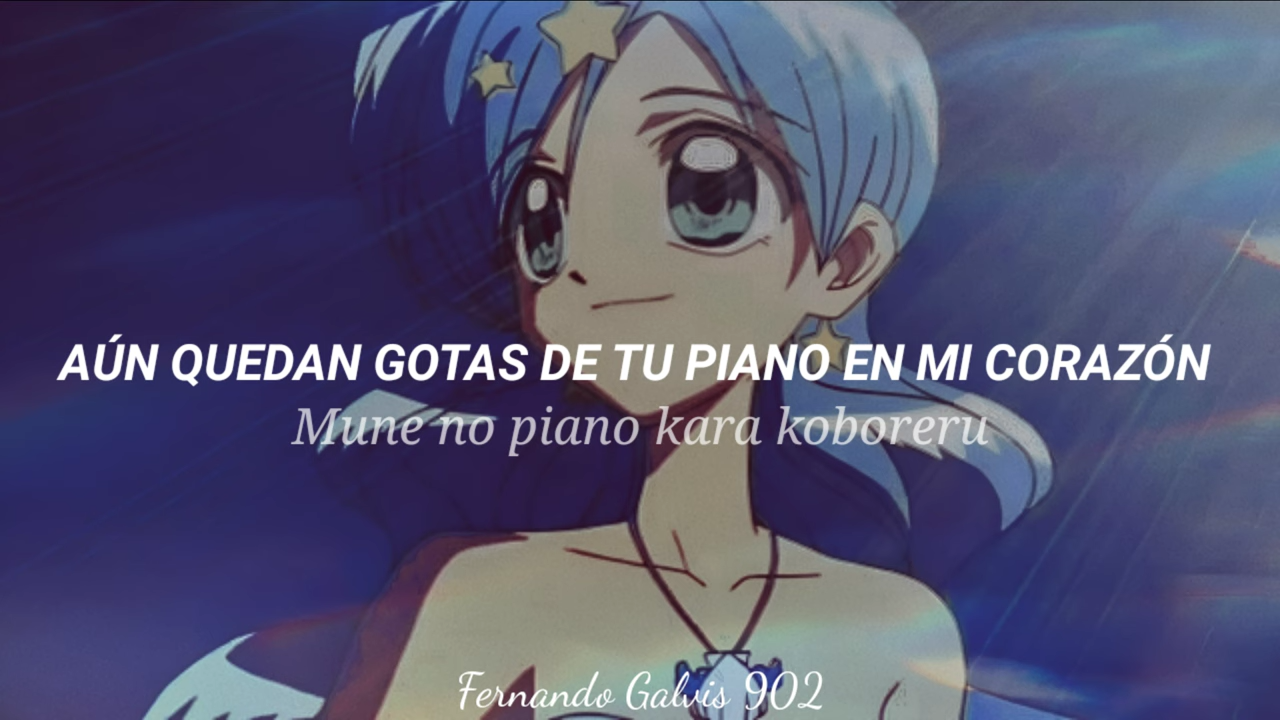 AÚN QUEDAN GOTAS DE TU PIANO EN MI CORAZÓN
Mune no piano kara koboreru
Fernando Galvis 902